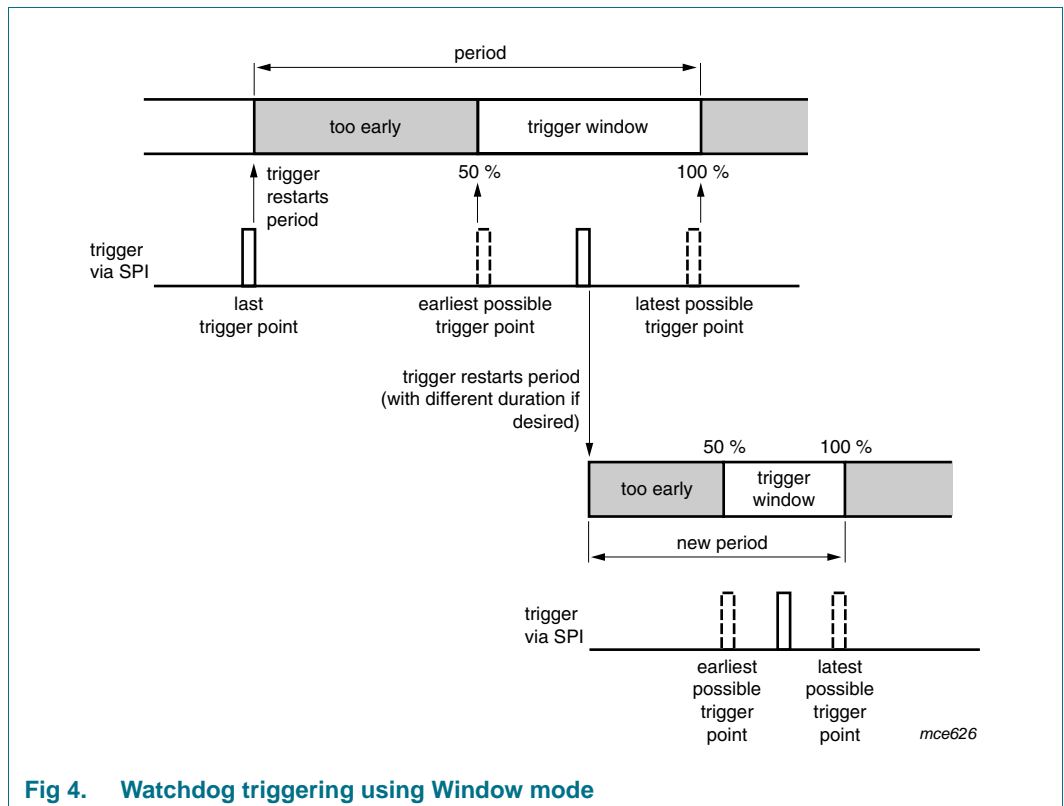 period
too early
trigger window
trigger
restarts
period
50 %
100 %
trigger
via SPI
last
trigger point
earliest possible
trigger point
latest possible
trigger point
trigger restarts period
(with different duration if
desired)
50 %
100 %
too early
trigger
window
new period
trigger
via SPI
earliest
possible
trigger
point
latest
possible
trigger
point
mce626
Fig 4. Watchdog triggering using Window mode